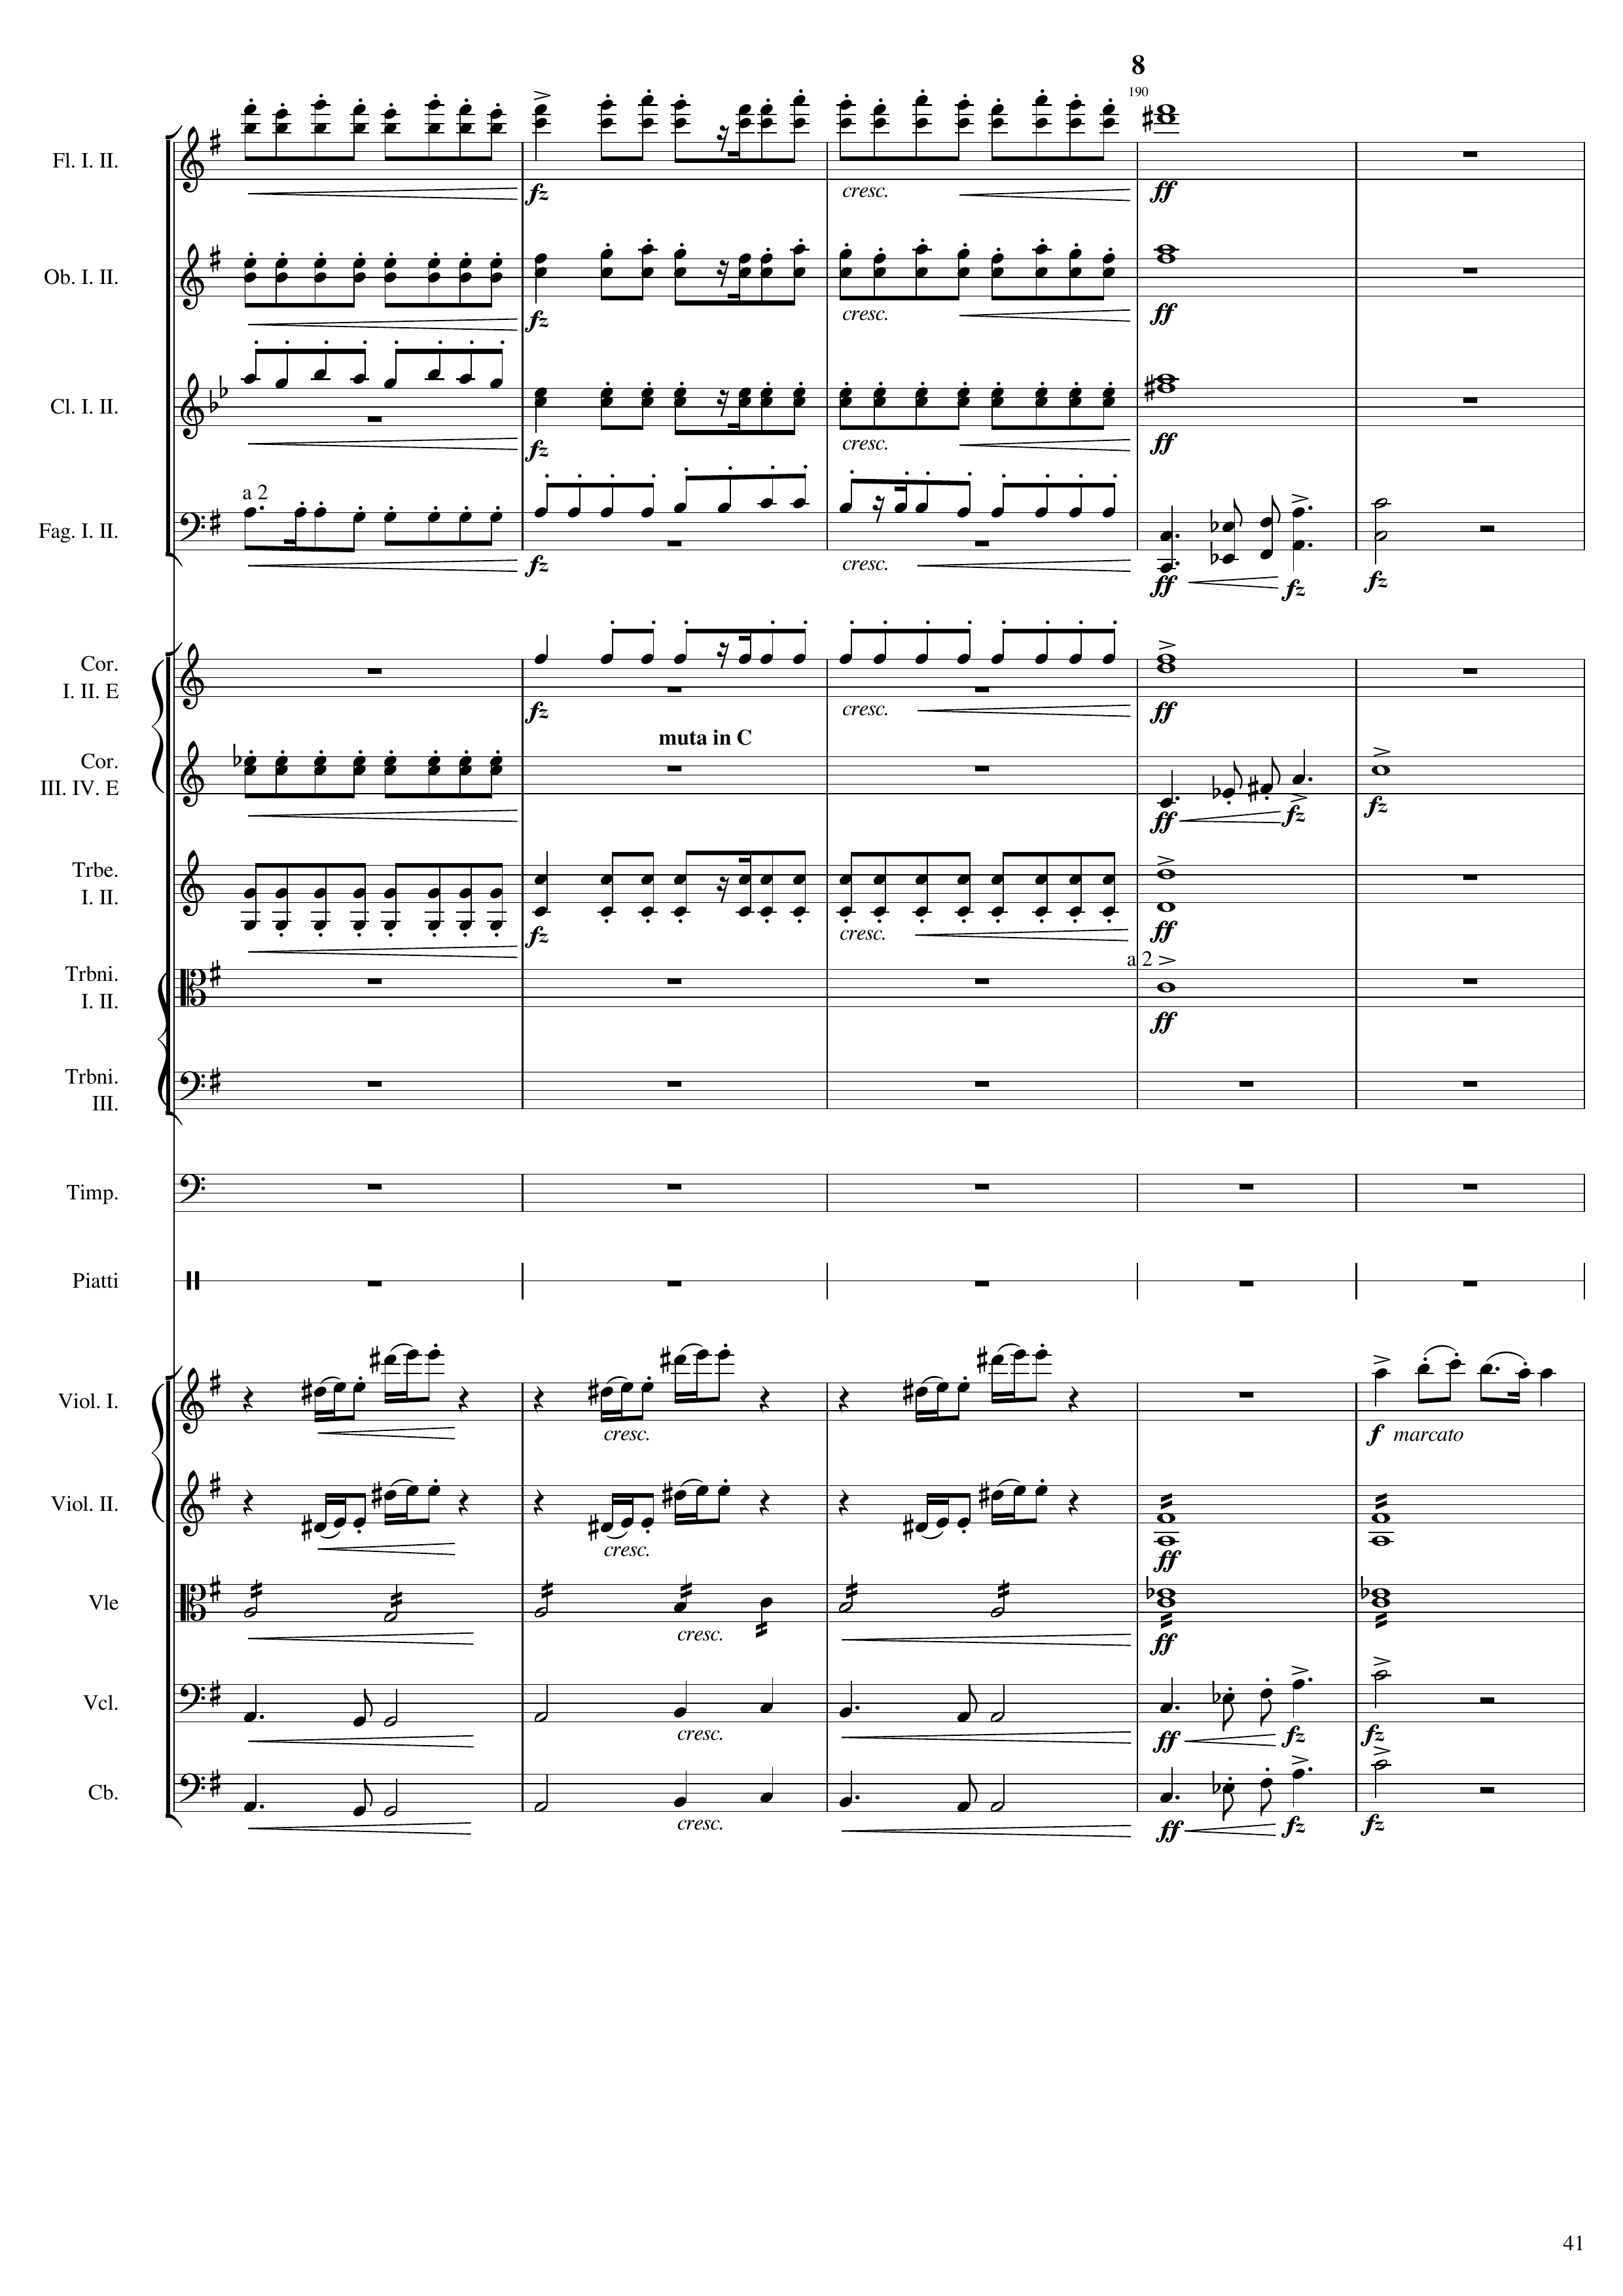 8
190
Fl. I. II.
fz
cresc.
ff
Ob. I. II.
fz
cresc.
ff
Cl. I. II.
fz
cresc.
ff
a 2
Fag. I. II.
fz
cresc.
ff
fz
fz
Cor.
I. II. E
fz
cresc.
ff
muta in C
Cor.
III. IV. E
ff
fz
fz
Trbe.
I. II.
fz
cresc.
ff
a 2
Trbni.
I. II.
ff
Trbni.
III.
Timp.
Piatti
Viol. I.
cresc.
f marcato
Viol. II.
cresc.
ff
Vle
cresc.
ff
Vcl.
cresc.
ff
fz
fz
Cb.
cresc.
ff
fz
fz
41